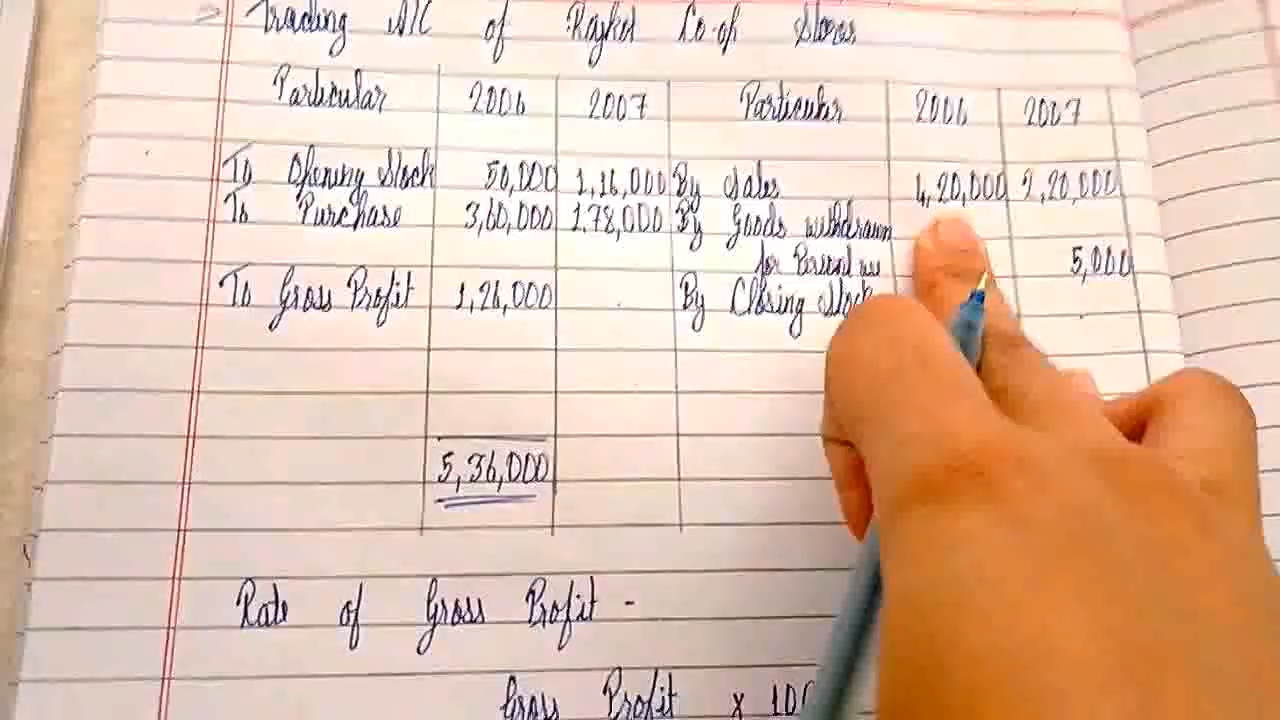 Trading A/C of Rajkot Co-op Stores
Particular 2006 2007 Particular 2006 2007
To Opening Stock 50,000 1,16,000 By Sales 4,20,000 2,20,000
To Purchase 3,60,000 1,78,000 By Goods withdrawn
for Personal use 5,000
To Gross Profit 1,26,000 By Closing Stock
5,36,000
Rate of Gross Profit -
Gross Profit x 100